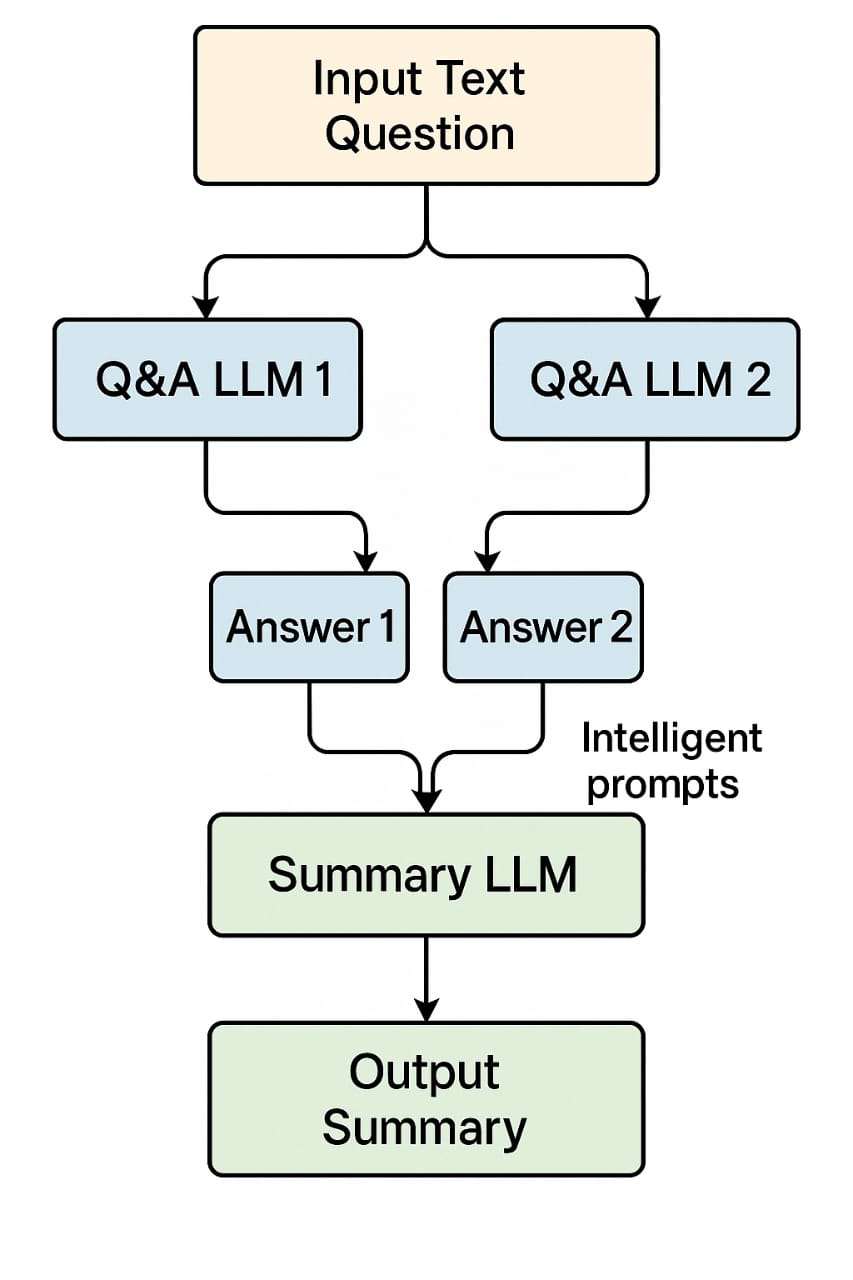 Input Text
Question
Q&A LLM 1
Q&A LLM 2
Answer 1
Answer 2
Intelligent
prompts
Summary LLM
Output
Summary